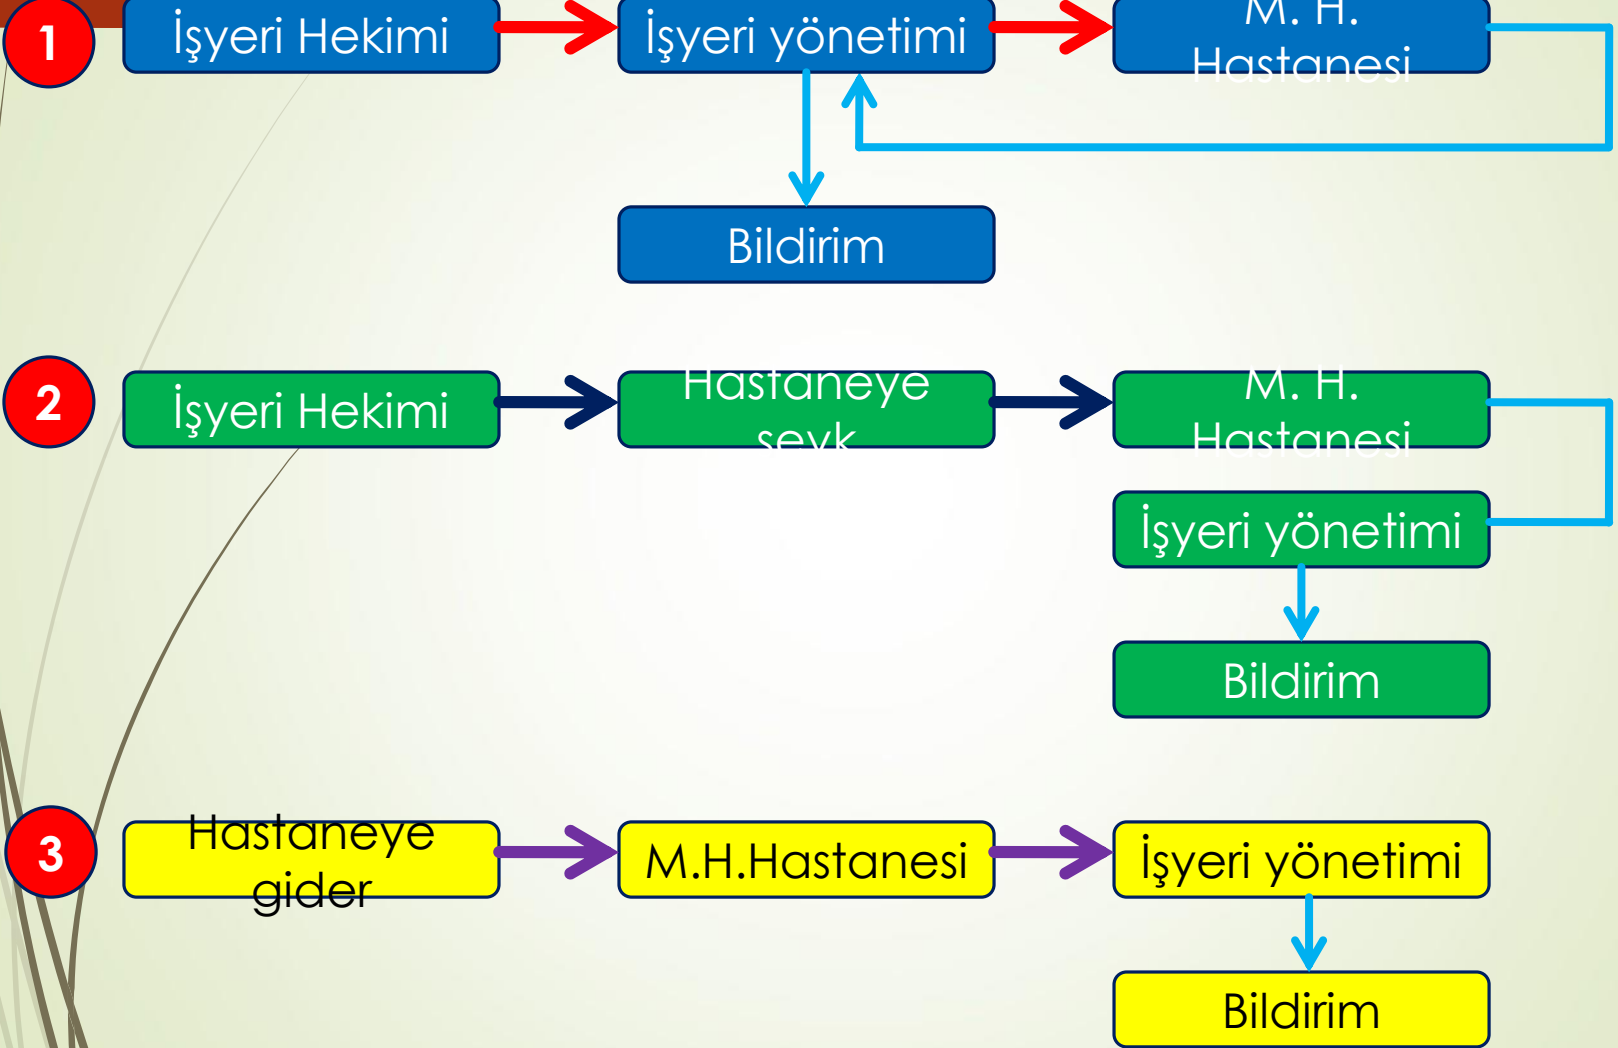 1
İşyeri Hekimi
İşyeri yönetimi
M. H.
Hastanesi
Bildirim
2
İşyeri Hekimi
Hastaneye
sevk
M. H.
Hastanesi
İşyeri yönetimi
Bildirim
3
Hastaneye
gider
M.H.Hastanesi
İşyeri yönetimi
Bildirim